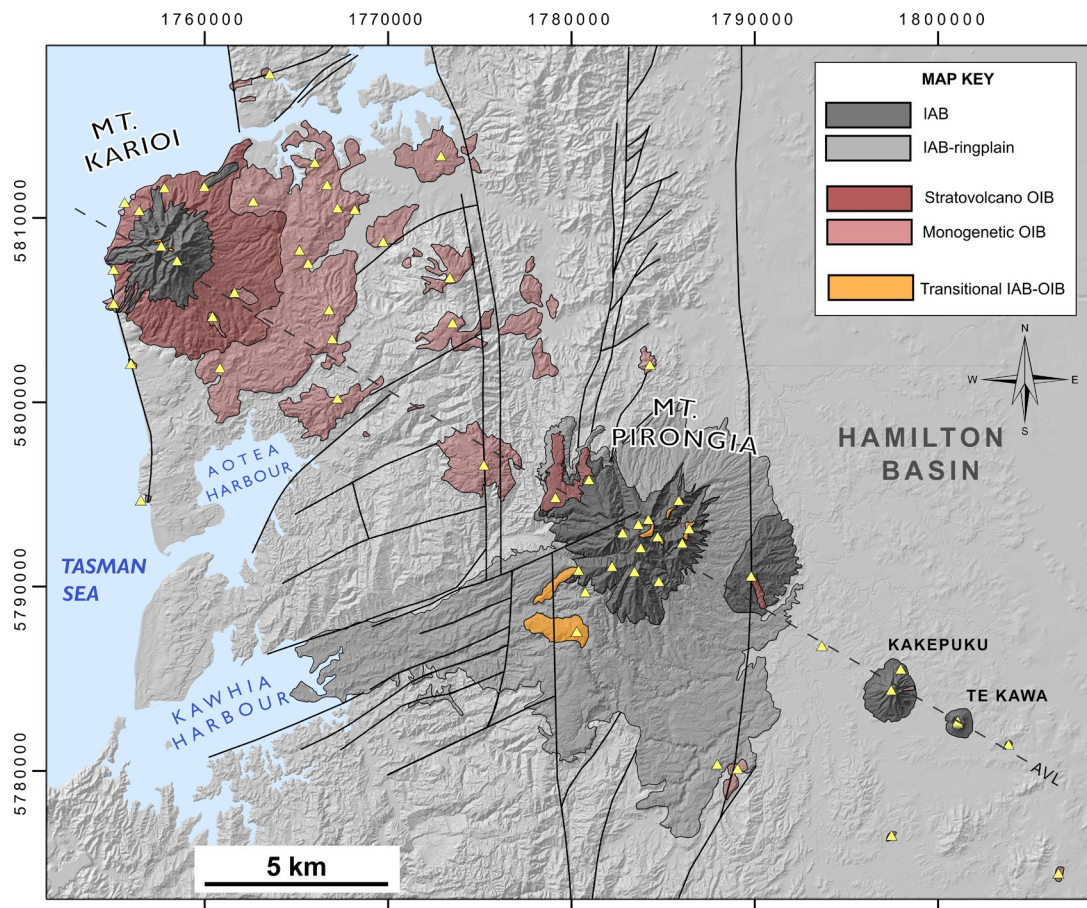 1760000
1770000
1780000
1790000
1800000
MAP KEY
IAB
IAB-ringplain
Stratovolcano OIB
Monogenetic OIB
Transitional IAB-OIB
MT.
KARIOI
5810000
N
W
E
S
5800000
MT.
PIRONGIA
HAMILTON
BASIN
AOTEA
HARBOUR
TASMAN
SEA
5790000
KAKEPUKU
TE KAWA
KAWHIA
HARBOUR
AVL
5780000
5 km